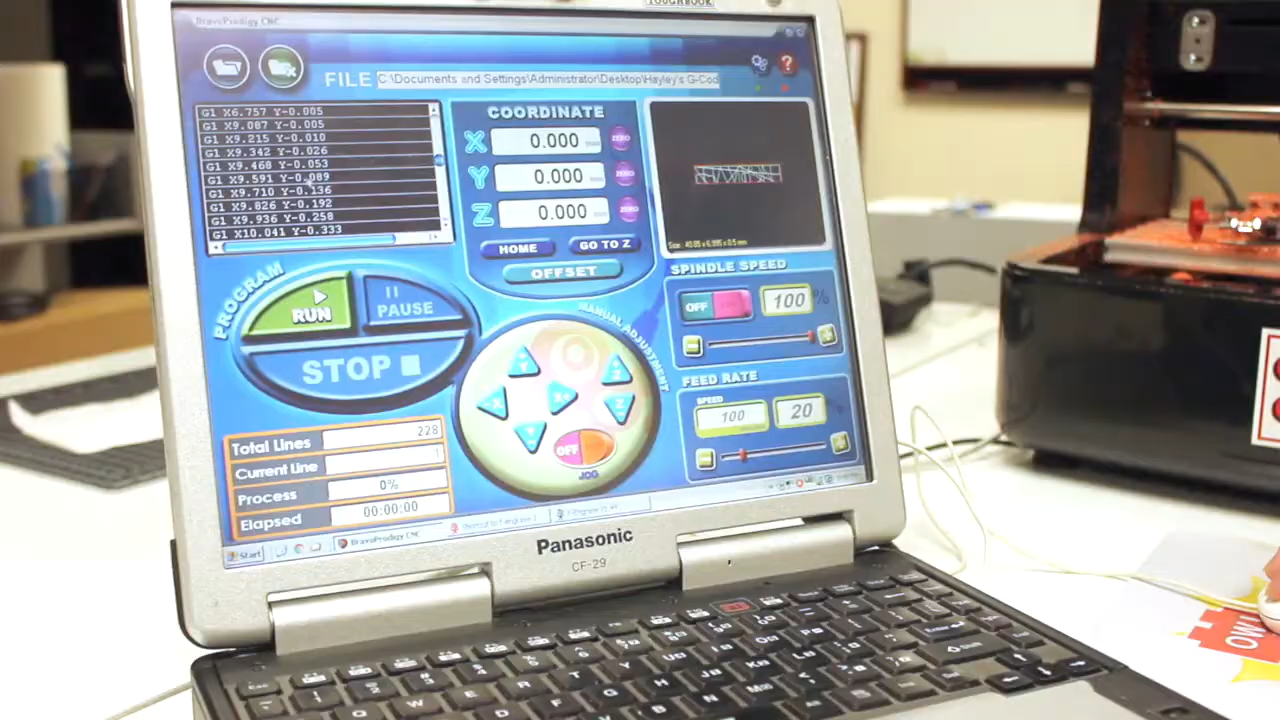 TOUGHBOOK
BravoProdigy CNC
FILE C:\Documents and Settings\Administrator\Desktop\Hayley's G-Cod
?
G1 X6.757 Y-0.005
G1 X9.087 Y-0.005
G1 X9.215 Y-0.010
G1 X9.342 Y-0.026
G1 X9.468 Y-0.053
G1 X9.591 Y-0.089
G1 X9.710 Y-0.136
G1 X9.826 Y-0.192
G1 X9.936 Y-0.258
G1 X10.041 Y-0.333
COORDINATE
X 0.000 ZERO
Y 0.000 ZERO
Z 0.000 ZERO
HOME GO TO Z
OFFSET
PROGRAM
RUN
PAUSE
STOP
MANUAL ADJUSTMENT
OFF
JOG
SPINDLE SPEED
OFF 100 %
FEED RATE
SPEED
100 20
Total Lines 228
Current Line 1
Process 0%
Elapsed 00:00:00
Start
BravoProdigy CNC
Panasonic
CF-29